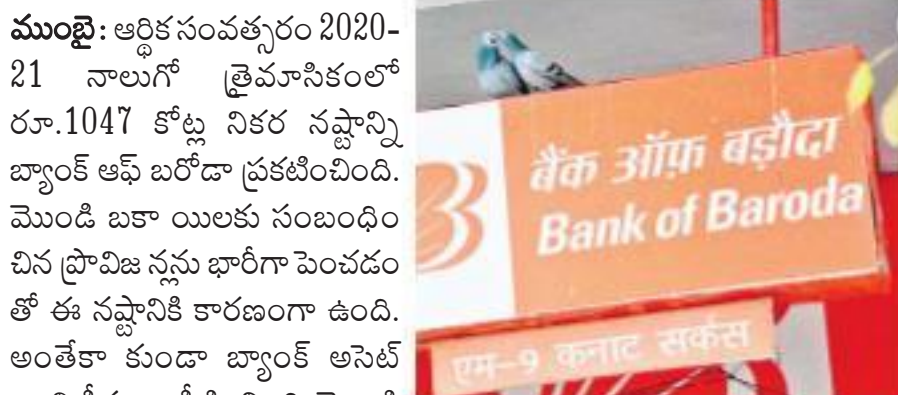 ముంబై: ఆర్థిక సంవత్సరం 2020-
21 నాలుగో త్రైమాసికంలో
రూ.1047 కోట్ల నికర నష్టాన్ని
బ్యాంక్ ఆఫ్ బరోడా ప్రకటించింది.
మొండి బకా యిలకు సంబంధిం
చిన ప్రొవిజ న్లను భారీగా పెంచడం
తో ఈ నష్టానికి కారణంగా ఉంది.
అంతేకా కుండా బ్యాంక్ అసెట్
बैंक ऑफ़ बड़ौदा
Bank of Baroda
एम-9 कनाट सर्कस